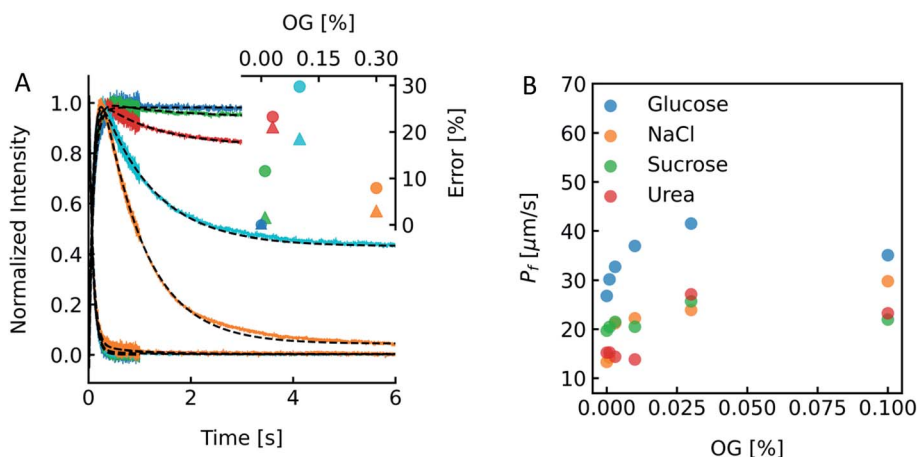 OG [%]
0.00 0.15 0.30
A
1.0
0.8
0.6
0.4
0.2
0.0
Normalized Intensity
0 2 4 6
Time [s]
30
20
10
0
Error [%]
B
70
60
50
40
30
20
10
P_f [μm/s]
Glucose
NaCl
Sucrose
Urea
0.000 0.025 0.050 0.075 0.100
OG [%]